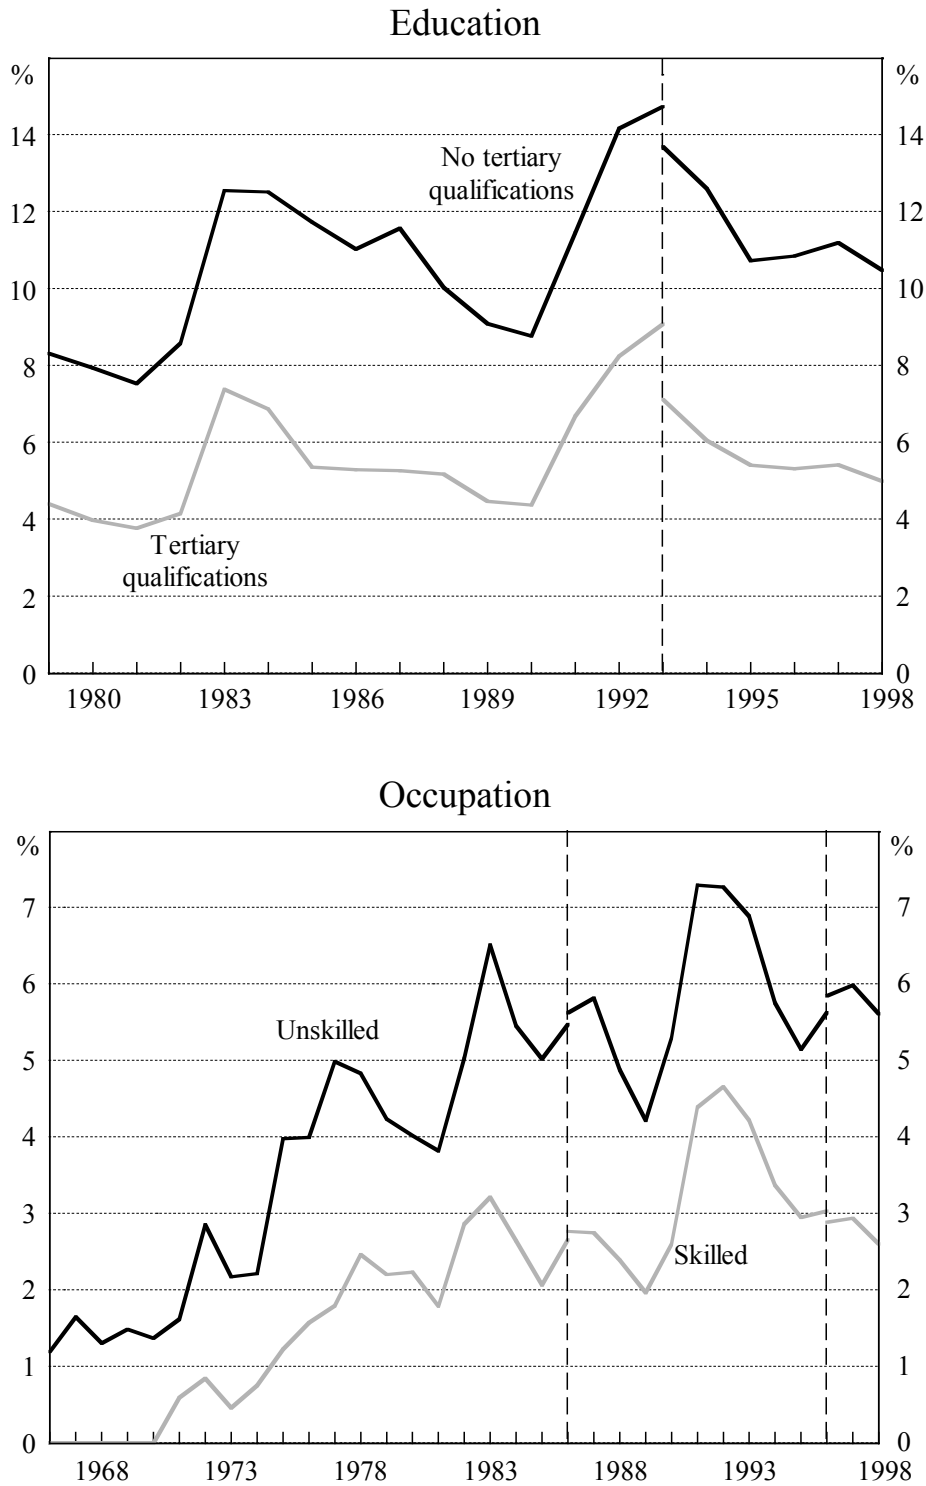 Education
% %
14 14
No tertiary
qualifications
12 12
10 10
8 8
6 6
4 4
Tertiary
qualifications
2 2
0 0
1980 1983 1986 1989 1992 1995 1998
Occupation
% %
7 7
6 6
Unskilled
5 5
4 4
3 3
Skilled
2 2
1 1
0 0
1968 1973 1978 1983 1988 1993 1998